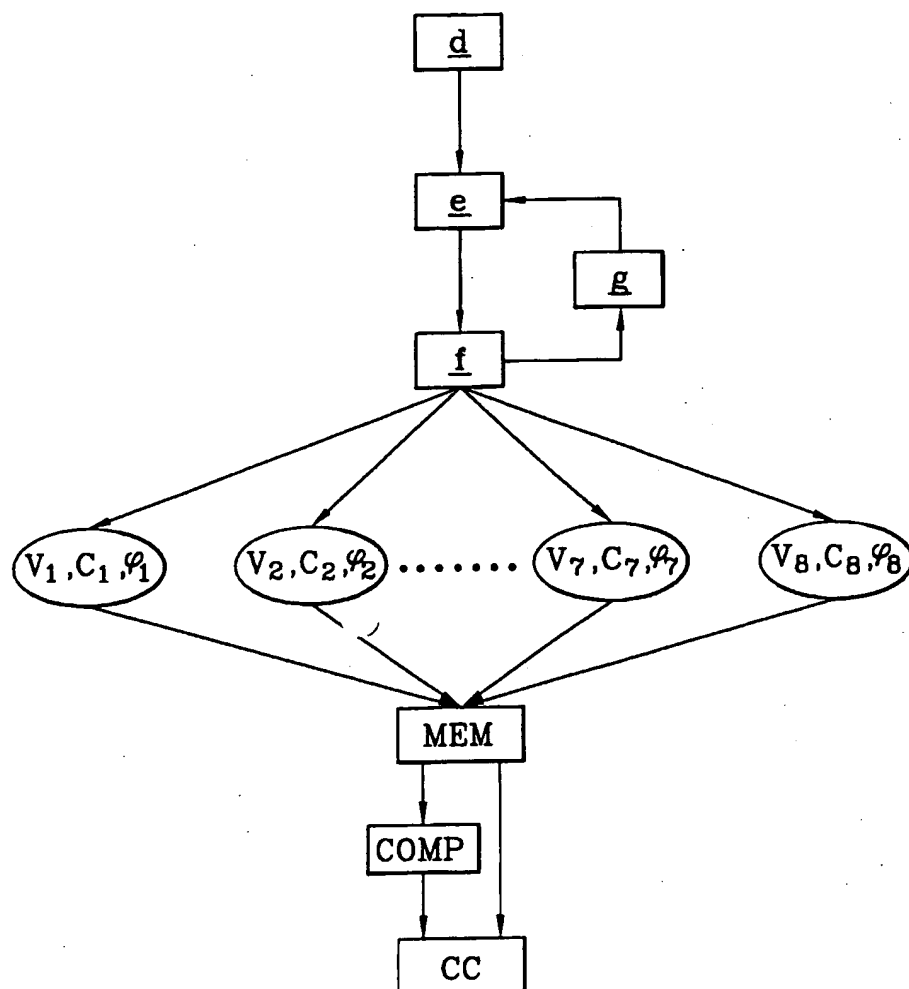 d
e
g
f
V₁,C₁,φ₁
V₂,C₂,φ₂ ....... V₇,C₇,φ₇
V₈,C₈,φ₈
MEM
COMP
CC